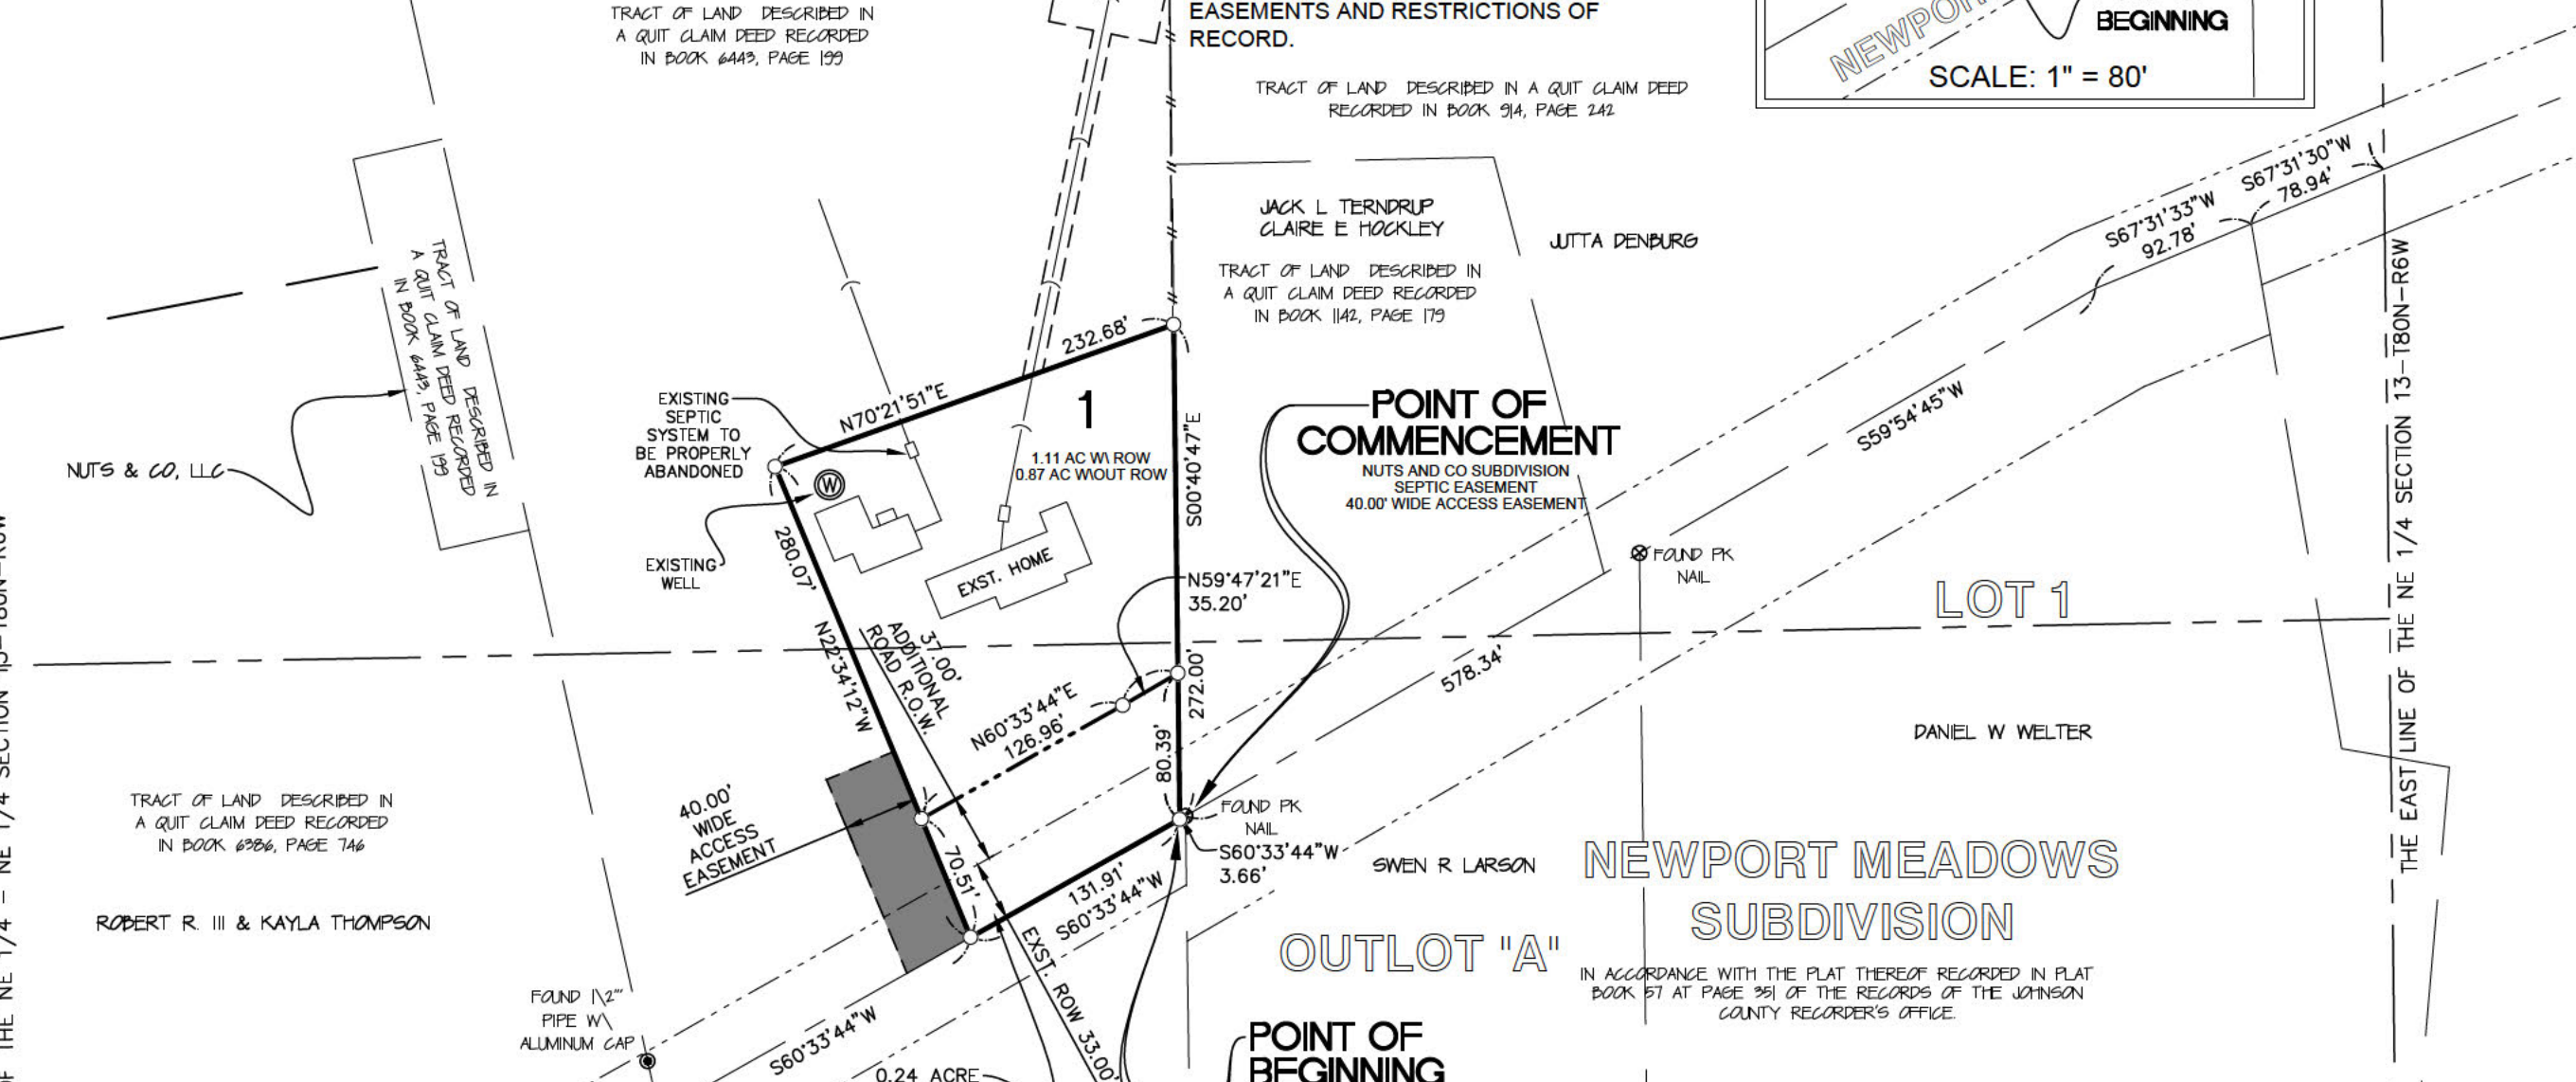 TRACT OF LAND DESCRIBED IN
A QUIT CLAIM DEED RECORDED
IN BOOK 6443, PAGE 199
EASEMENTS AND RESTRICTIONS OF
RECORD.
BEGINNING
SCALE: 1" = 80'
TRACT OF LAND DESCRIBED IN A QUIT CLAIM DEED
RECORDED IN BOOK 914, PAGE 242
S67°31'30"W
78.94'
S67°31'33"W
92.78'
JACK L TERNDRUP
CLAIRE E HOCKLEY
JUTTA DENBURG
TRACT OF LAND DESCRIBED IN
A QUIT CLAIM DEED RECORDED
IN BOOK 1142, PAGE 179
TRACT OF LAND DESCRIBED IN
A QUIT CLAIM DEED RECORDED
IN BOOK 6443, PAGE 199
NUTS & CO, LLC
232.68'
N70°21'51"E
EXISTING
SEPTIC
SYSTEM TO
BE PROPERLY
ABANDONED
1
1.11 AC W\ ROW
0.87 AC W\OUT ROW
S00°40'47"E
POINT OF
COMMENCEMENT
NUTS AND CO SUBDIVISION
SEPTIC EASEMENT
40.00' WIDE ACCESS EASEMENT
S59°54'45"W
W
EXISTING
WELL
280.07'
N22°34'12"W
EXST. HOME
N59°47'21"E
35.20'
FOUND PK
NAIL
LOT 1
THE EAST LINE OF THE NE 1/4 SECTION 13-T80N-R6W
37.00'
ADDITIONAL
ROAD R.O.W.
272.00'
578.34'
N60°33'44"E
126.96'
80.39'
DANIEL W WELTER
40.00'
WIDE
ACCESS
EASEMENT
FOUND PK
NAIL
S60°33'44"W
3.66'
SWEN R LARSON
NEWPORT MEADOWS
SUBDIVISION
TRACT OF LAND DESCRIBED IN
A QUIT CLAIM DEED RECORDED
IN BOOK 6386, PAGE 746
70.51'
131.91'
S60°33'44"W
ROBERT R. III & KAYLA THOMPSON
OUTLOT "A"
IN ACCORDANCE WITH THE PLAT THEREOF RECORDED IN PLAT
BOOK 57 AT PAGE 351 OF THE RECORDS OF THE JOHNSON
COUNTY RECORDER'S OFFICE.
EXST. ROW 33.00'
FOUND 1\2"
PIPE W\
ALUMINUM CAP
S60°33'44"W
0.24 ACRE
POINT OF
BEGINNING
THE NE 1/4 - NE 1/4 SECTION